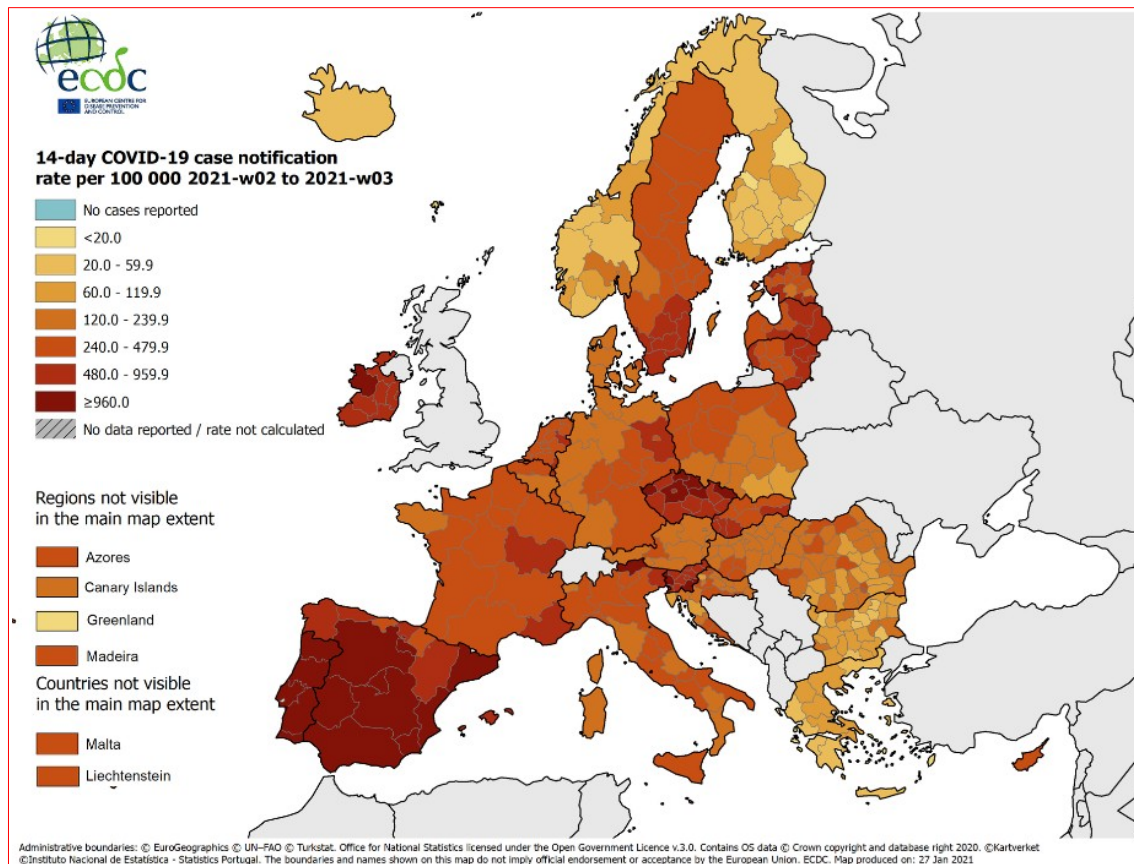 ecdc
EUROPEAN CENTRE FOR
DISEASE PREVENTION
AND CONTROL
14-day COVID-19 case notification
rate per 100 000 2021-w02 to 2021-w03
No cases reported
<20.0
20.0 - 59.9
60.0 - 119.9
120.0 - 239.9
240.0 - 479.9
480.0 - 959.9
≥960.0
No data reported / rate not calculated
Regions not visible
in the main map extent
Azores
Canary Islands
Greenland
Madeira
Countries not visible
in the main map extent
Malta
Liechtenstein
Administrative boundaries: © EuroGeographics © UN–FAO © Turkstat. Office for National Statistics licensed under the Open Government Licence v.3.0. Contains OS data © Crown copyright and database right 2020. ©Kartverket
©Instituto Nacional de Estatística - Statistics Portugal. The boundaries and names shown on this map do not imply official endorsement or acceptance by the European Union. ECDC. Map produced on: 27 Jan 2021